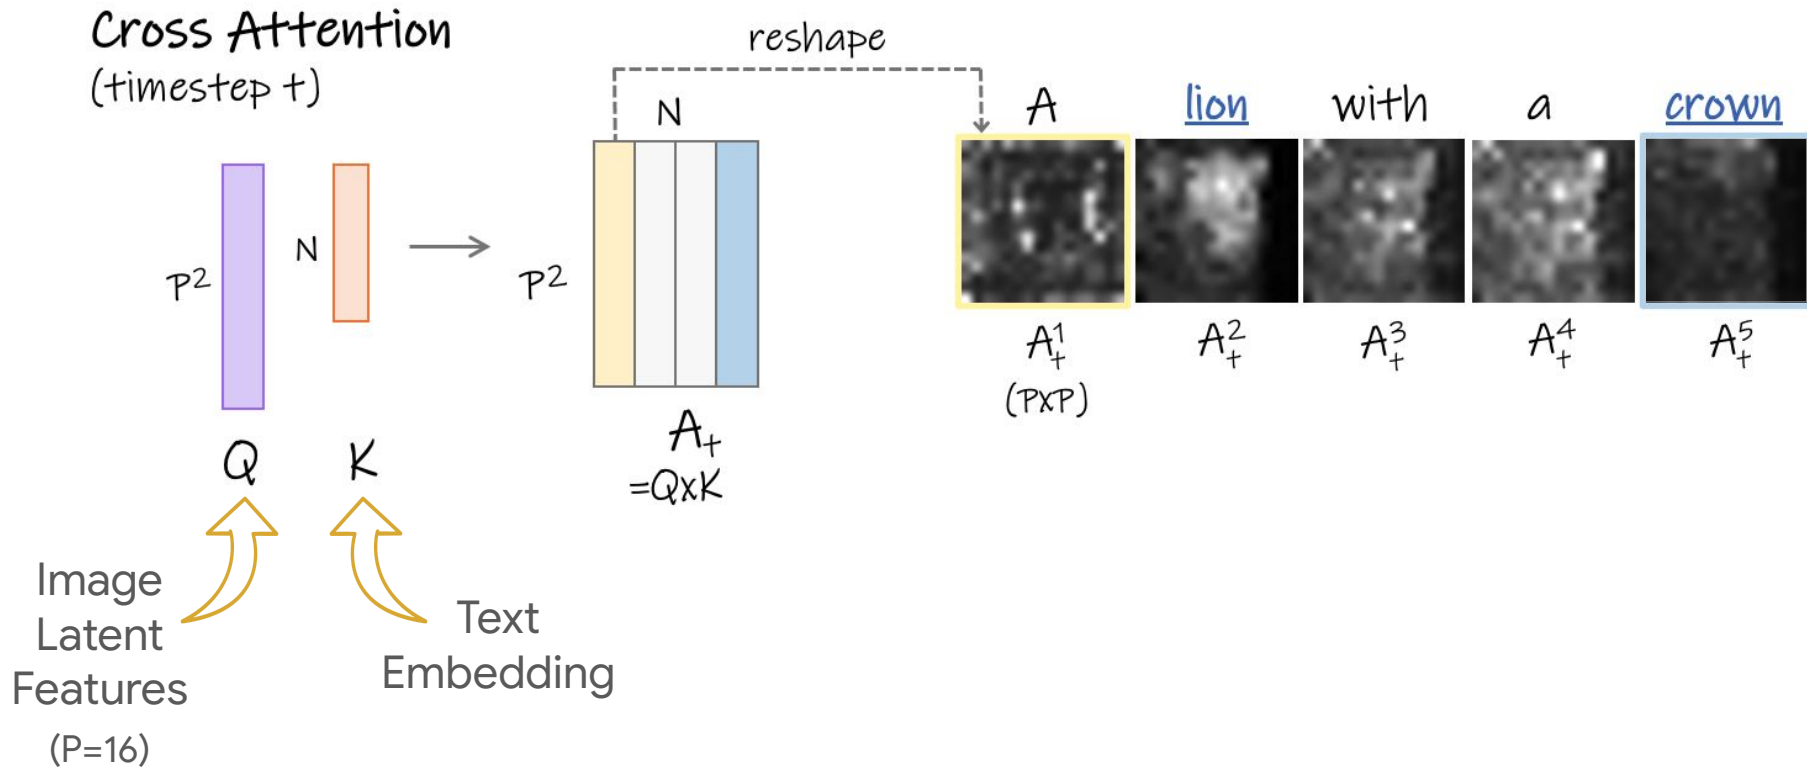 Cross Attention
(timestep t)
reshape
N
A lion with a crown
P²
N
P²
A¹ₜ A²ₜ A³ₜ A⁴ₜ A⁵ₜ
(PxP)
Q K
Aₜ
=QxK
Image
Latent
Features
(P=16)
Text
Embedding